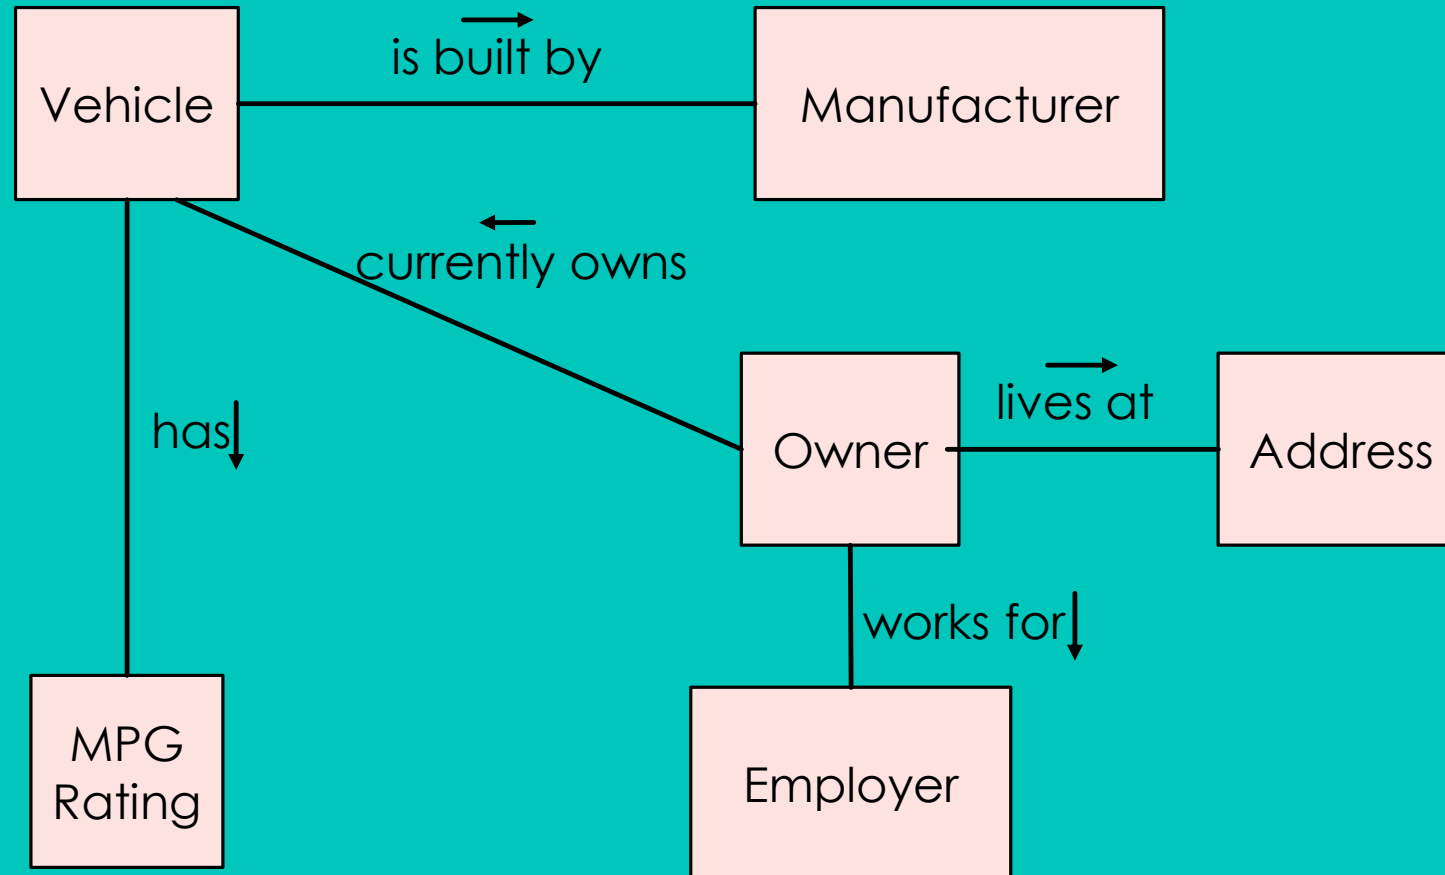 is built by
Vehicle
Manufacturer
currently owns
lives at
has
Owner
Address
works for
MPG
Rating
Employer